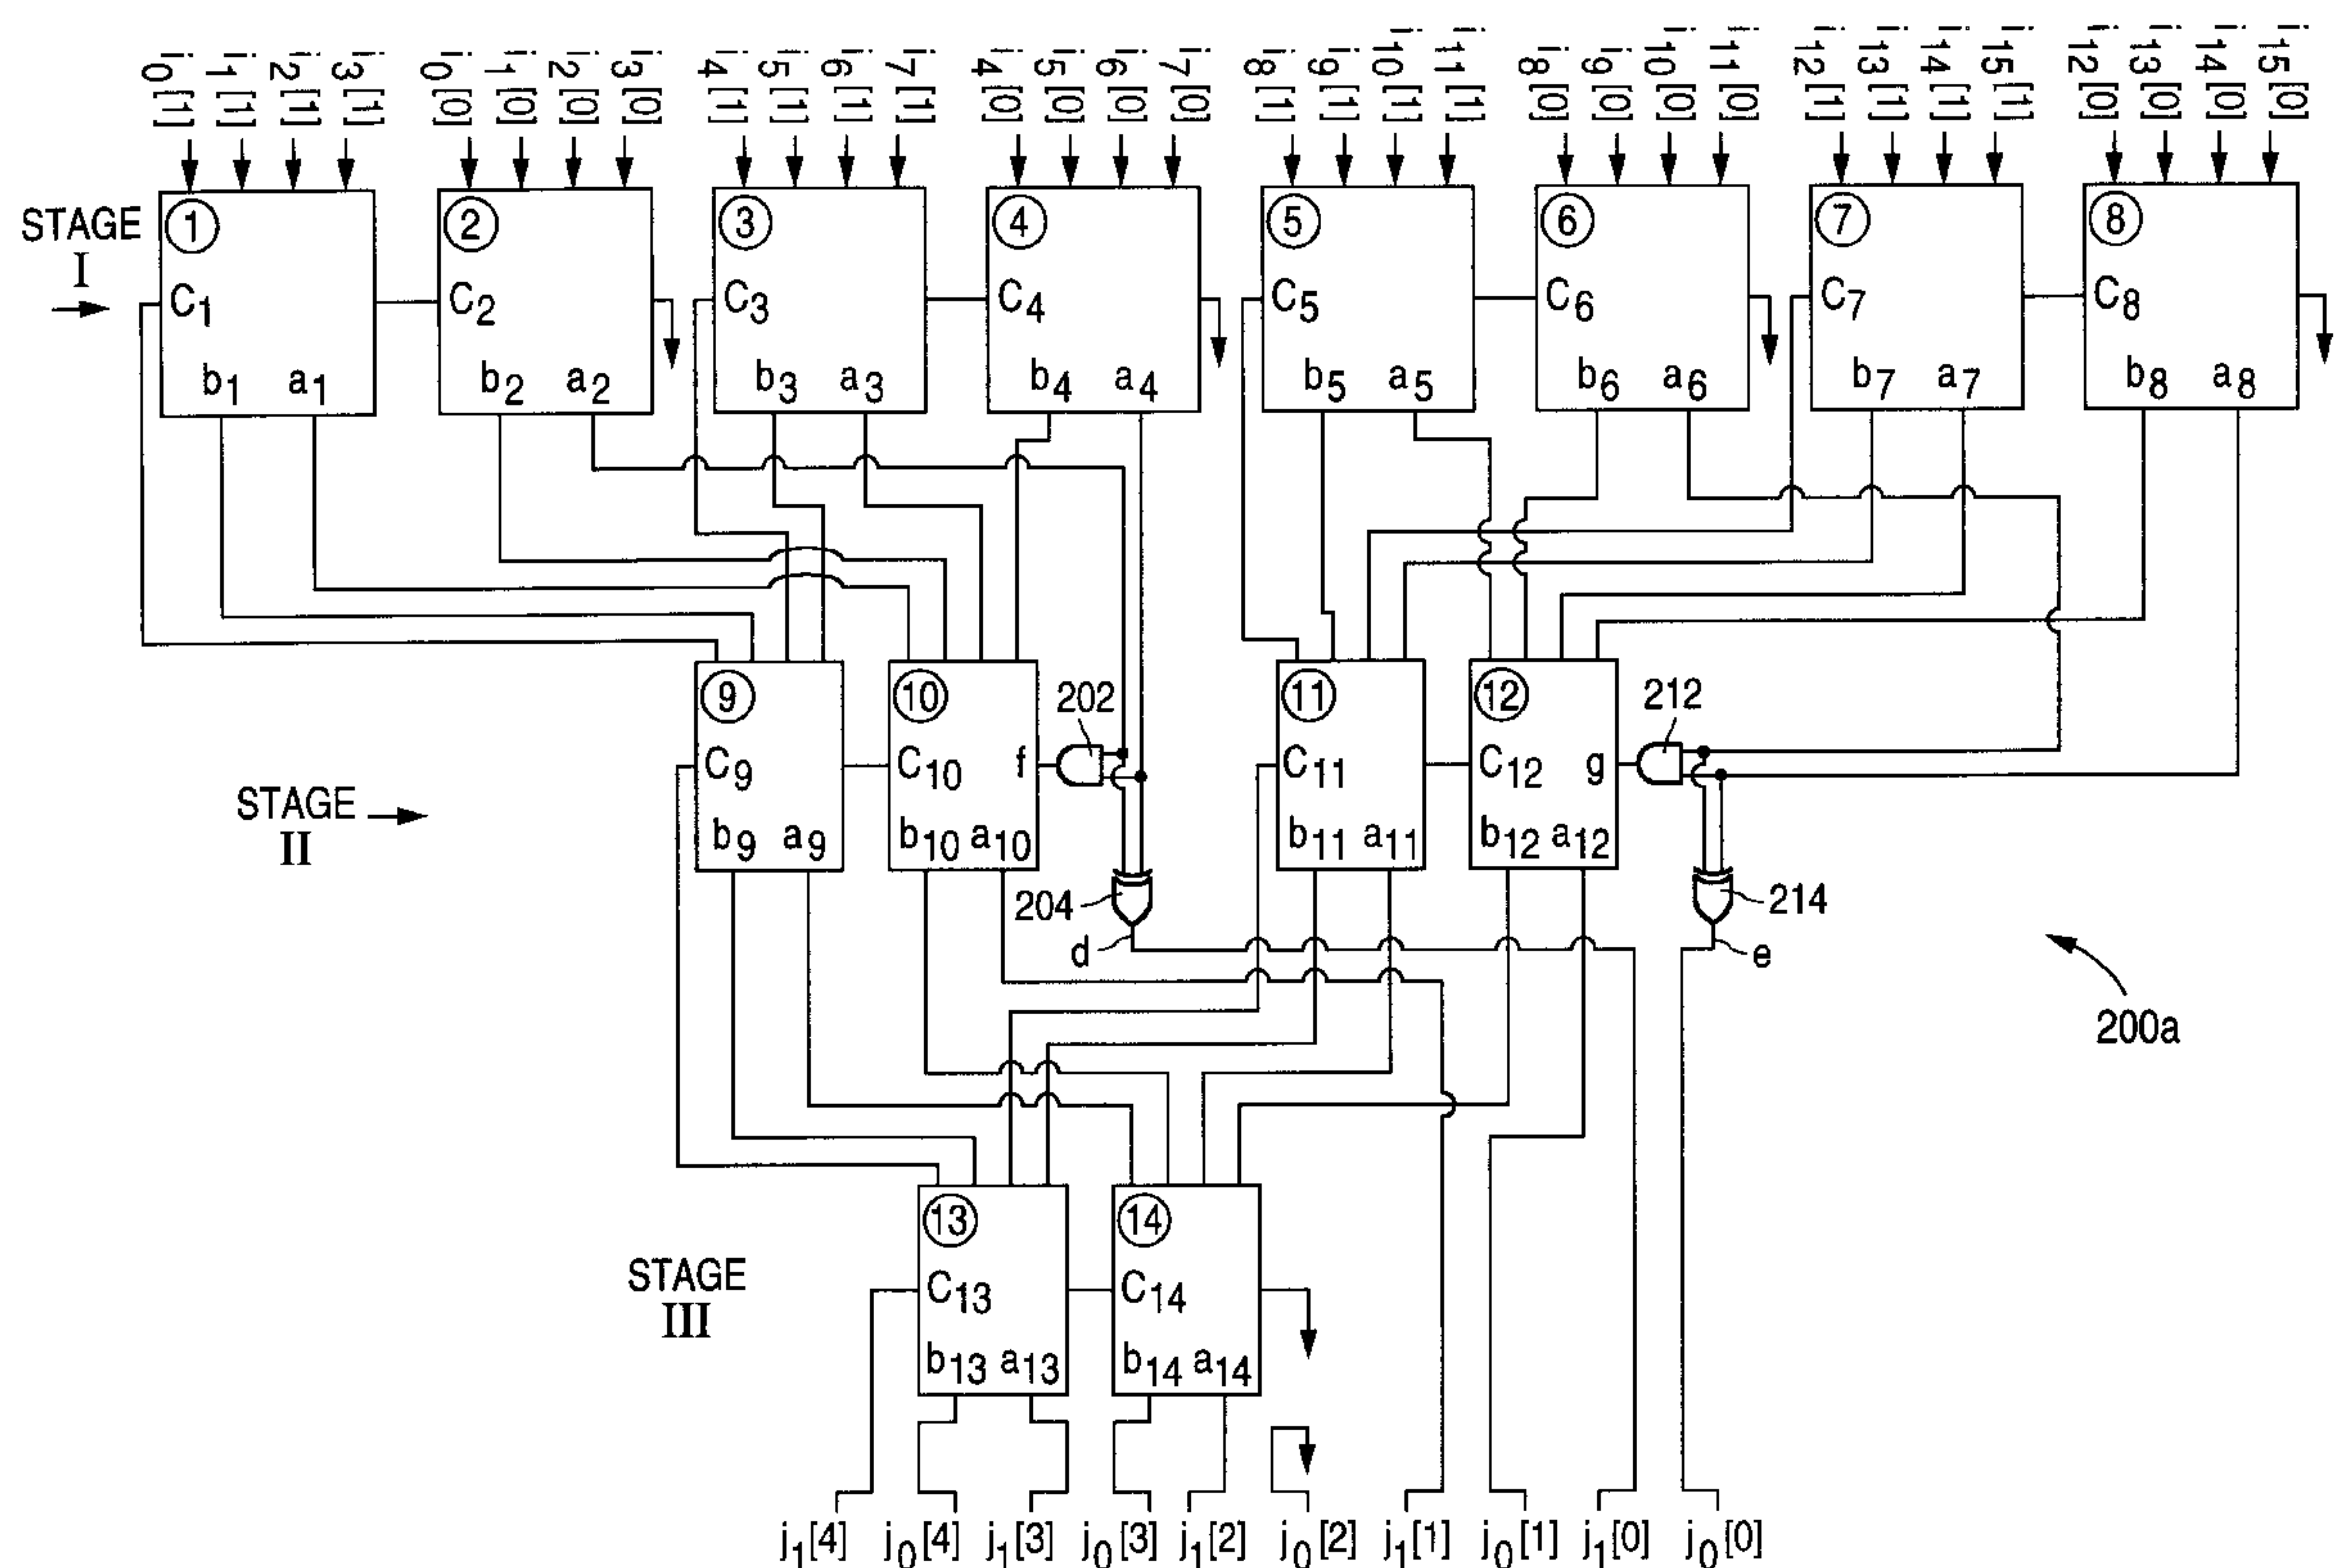 i0[1] i1[1] i2[1] i3[1] i0[0] i1[0] i2[0] i3[0] i4[1] i5[1] i6[1] i7[1] i4[0] i5[0] i6[0] i7[0] i8[1] i9[1] i10[1] i11[1] i8[0] i9[0] i10[0] i11[0] i12[1] i13[1] i14[1] i15[1] i12[0] i13[0] i14[0] i15[0]
STAGE
I
1 2 3 4 5 6 7 8
C1 C2 C3 C4 C5 C6 C7 C8
b1 a1 b2 a2 b3 a3 b4 a4 b5 a5 b6 a6 b7 a7 b8 a8
9 10 202 11 12 212
C9 C10 f C11 C12 g
STAGE
II
b9 a9 b10 a10 b11 a11 b12 a12
204 214
d e
200a
13 14
STAGE
III
C13 C14
b13 a13 b14 a14
j1[4] j0[4] j1[3] j0[3] j1[2] j0[2] j1[1] j0[1] j1[0] j0[0]